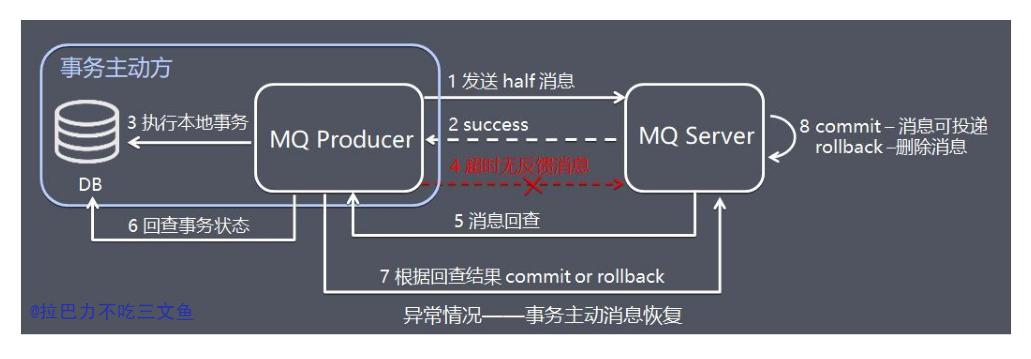 事务主动方
1 发送 half 消息
3 执行本地事务
MQ Producer
2 success
MQ Server
8 commit – 消息可投递
rollback –删除消息
4 超时无反馈消息
DB
6 回查事务状态
5 消息回查
7 根据回查结果 commit or rollback
@拉巴力不吃三文鱼
异常情况——事务主动消息恢复